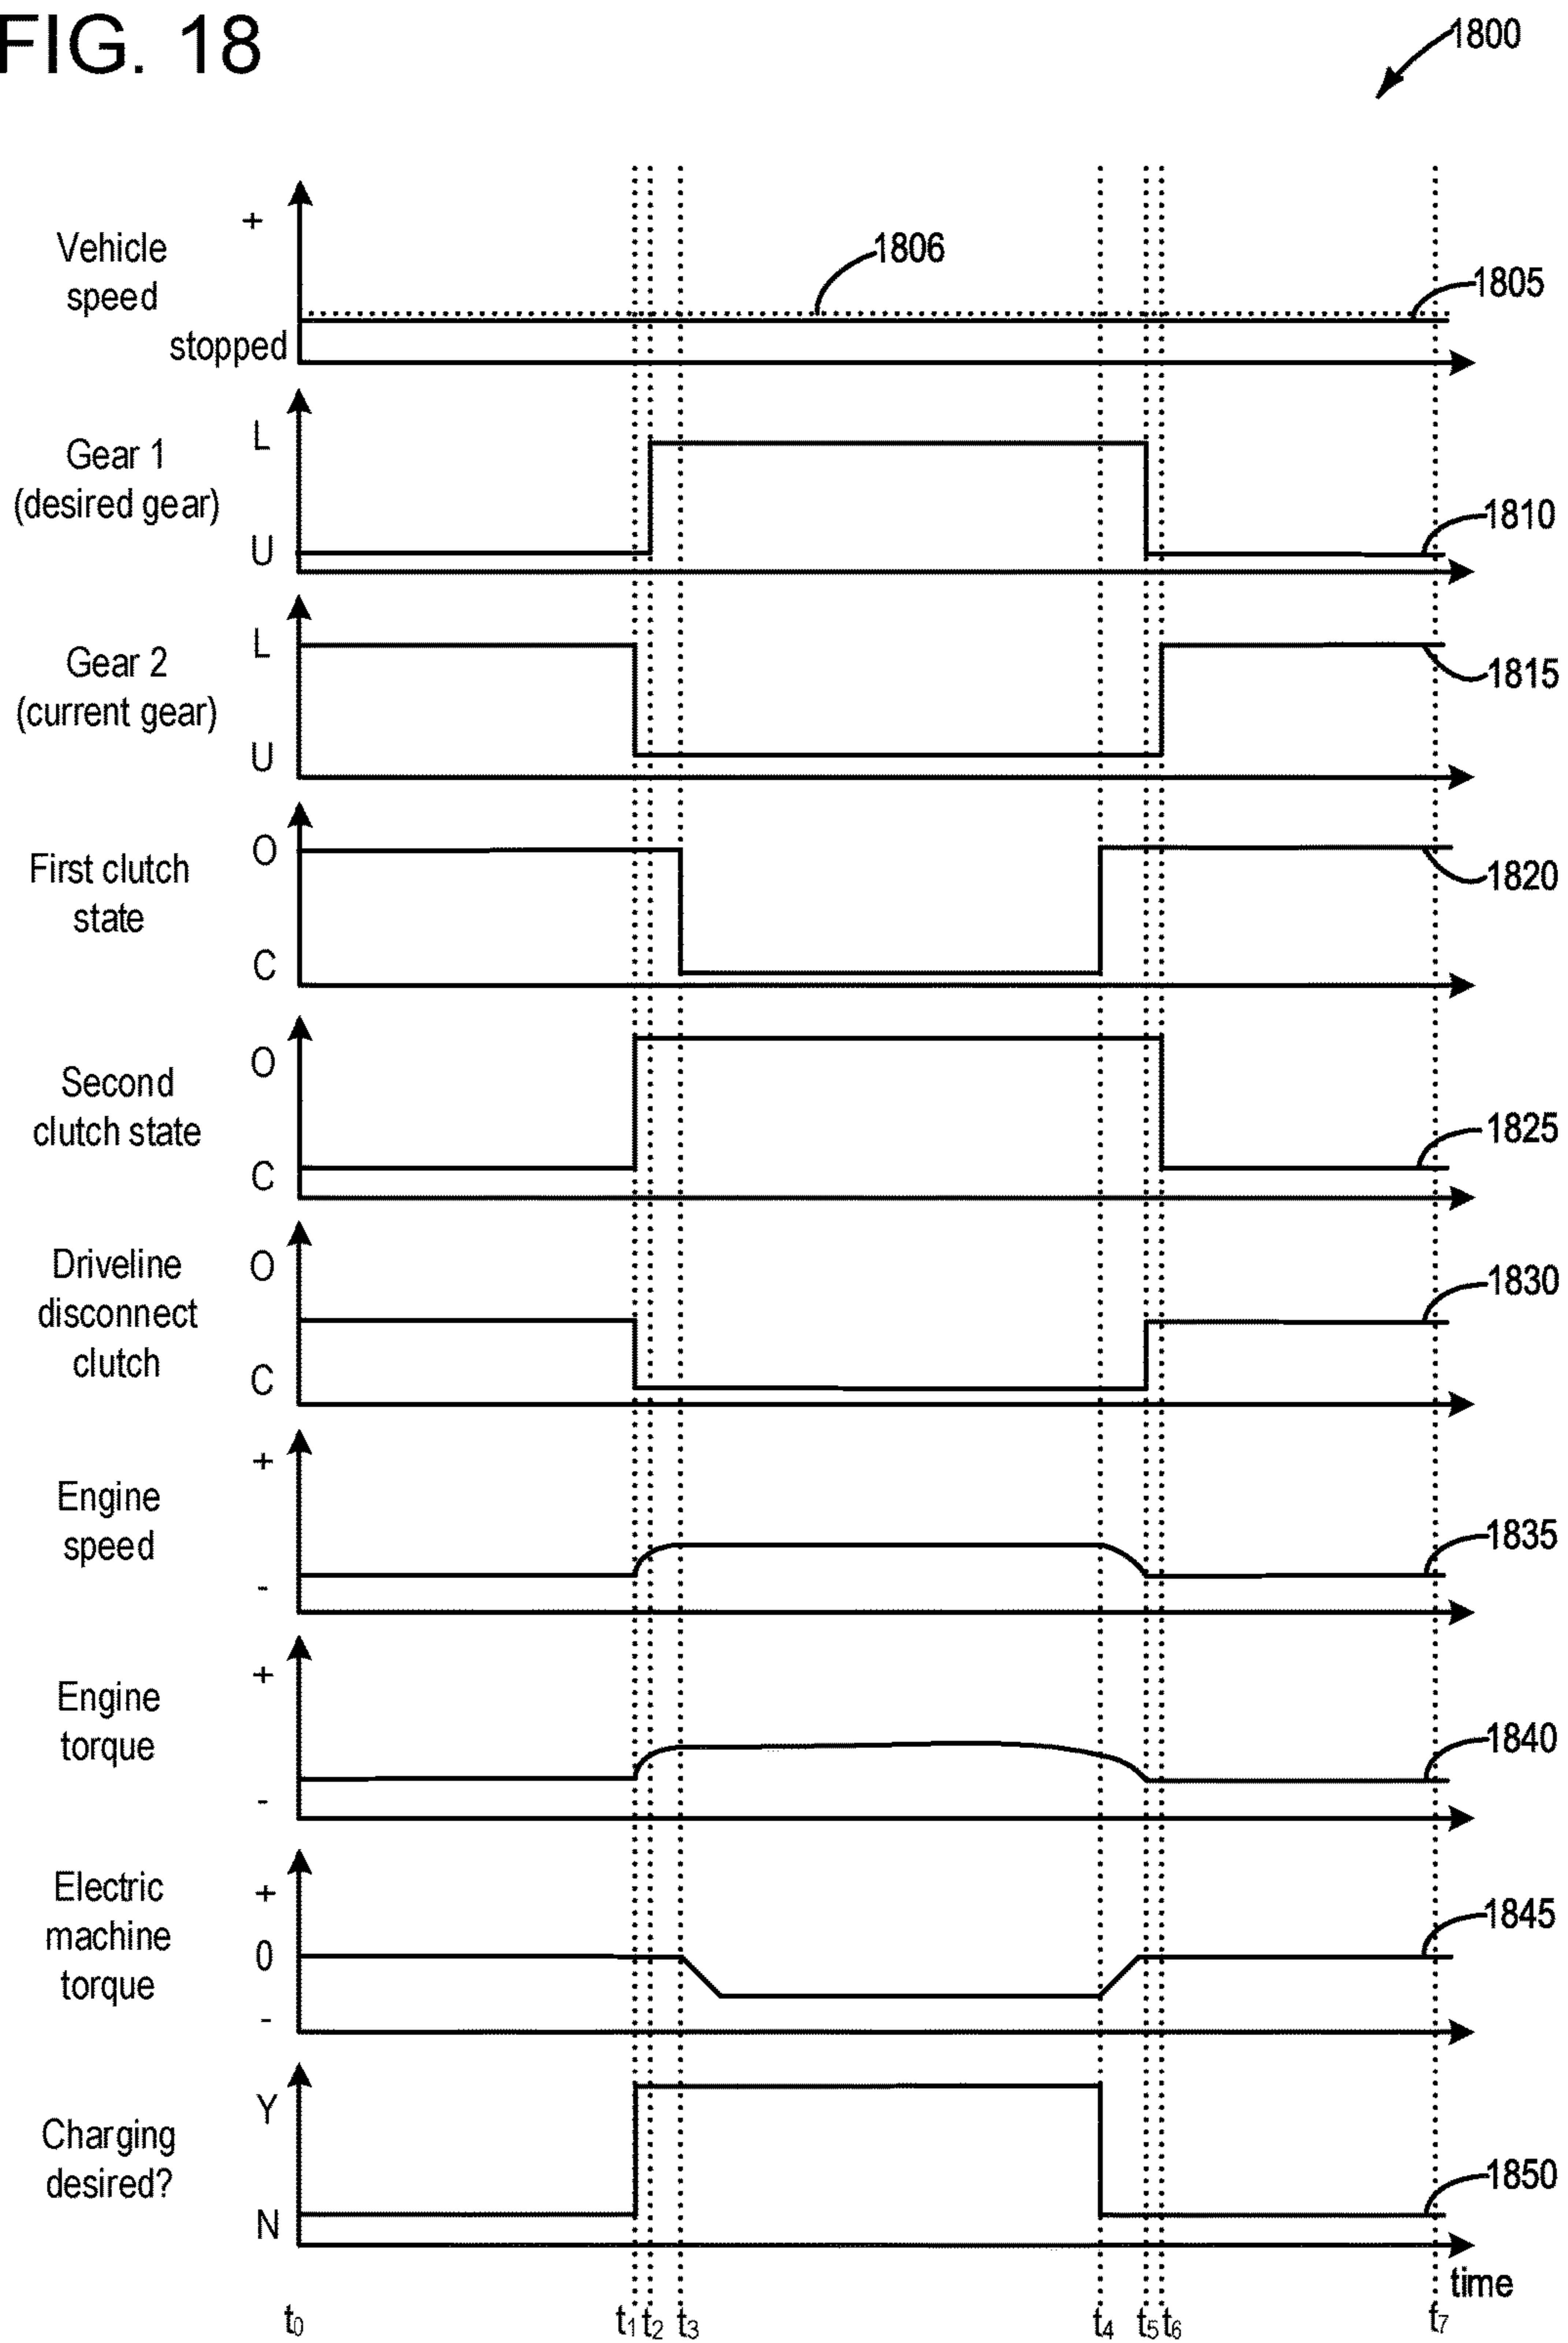 FIG. 18
1800
+
Vehicle
speed
stopped
1806
1805
L
Gear 1
(desired gear)
U
1810
L
Gear 2
(current gear)
U
1815
O
First clutch
state
C
1820
O
Second
clutch state
C
1825
O
Driveline
disconnect
clutch
C
1830
+
Engine
speed
-
1835
+
Engine
torque
-
1840
+
Electric
machine
torque
0
-
1845
Y
Charging
desired?
N
1850
time
t0 t1 t2 t3 t4 t5 t6 t7